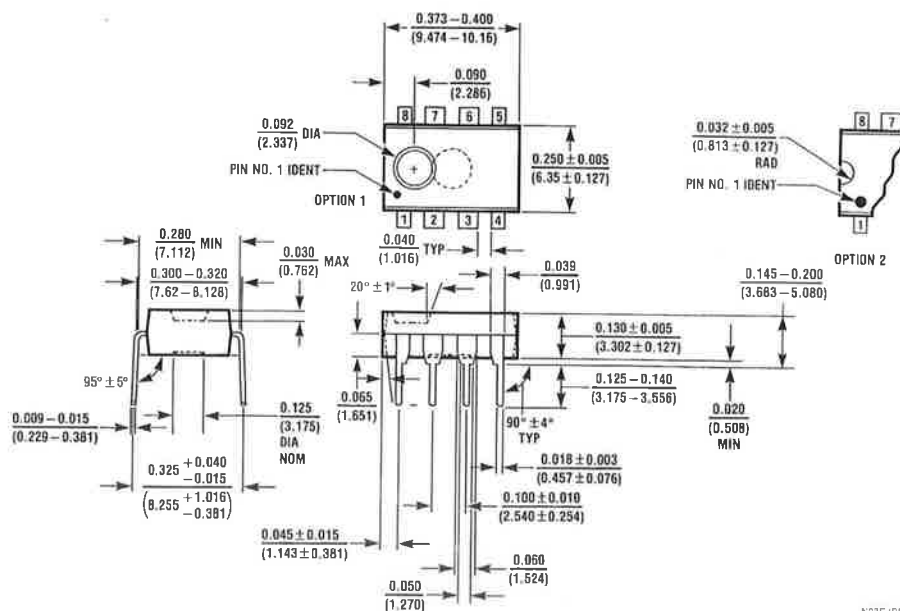 0.373–0.400
(9.474–10.16)
0.090
(2.286)
8 7 6 5
0.092 DIA
(2.337)
PIN NO. 1 IDENT
OPTION 1
0.250 ± 0.005
(6.35 ± 0.127)
1 2 3 4
8 7
0.032 ± 0.005
(0.813 ± 0.127)
RAD
PIN NO. 1 IDENT
1
OPTION 2
0.280 MIN
(7.112)
0.030 MAX
(0.762)
0.300–0.320
(7.62–8.128)
95° ± 5°
0.009–0.015
(0.229–0.381)
0.125
(3.175)
DIA
NOM
0.325 +0.040
−0.015
(8.255 +1.016)
−0.381
0.040 TYP
(1.016)
0.039
(0.991)
20° ± 1°
0.145–0.200
(3.683–5.080)
0.130 ± 0.005
(3.302 ± 0.127)
0.125–0.140
(3.175–3.556)
0.020
(0.508)
MIN
0.065
(1.651)
90° ± 4°
TYP
0.018 ± 0.003
(0.457 ± 0.076)
0.100 ± 0.010
(2.540 ± 0.254)
0.045 ± 0.015
(1.143 ± 0.381)
0.060
(1.524)
0.050
(1.270)